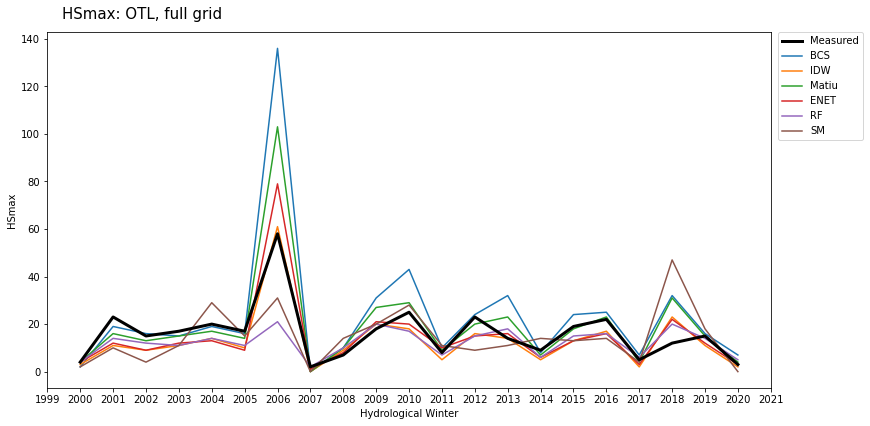 HSmax: OTL, full grid
140
120
100
80
60
40
20
0
HSmax
1999 2000 2001 2002 2003 2004 2005 2006 2007 2008 2009 2010 2011 2012 2013 2014 2015 2016 2017 2018 2019 2020 2021
Hydrological Winter
Measured
BCS
IDW
Matiu
ENET
RF
SM